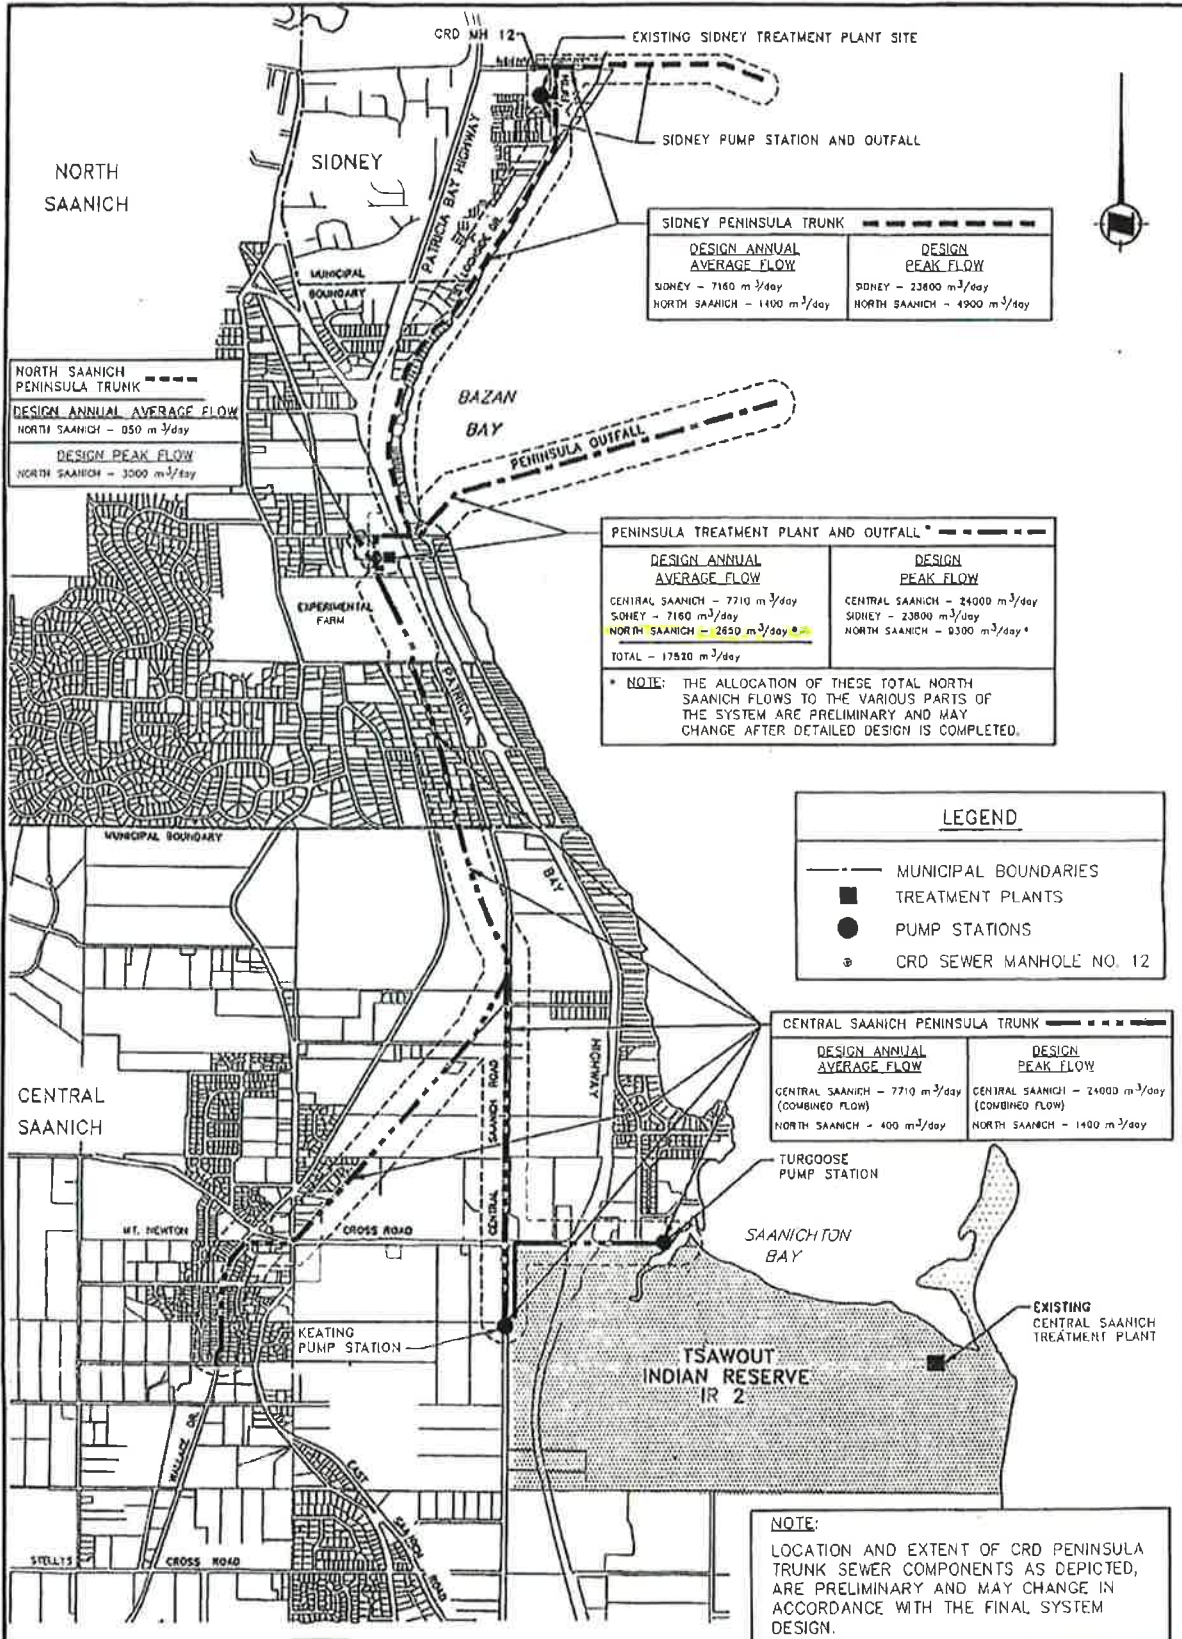 CRD MH 12
EXISTING SIDNEY TREATMENT PLANT SITE
FIFTH
SIDNEY PUMP STATION AND OUTFALL
NORTH
SAANICH
SIDNEY
PATRICIA BAY HIGHWAY
LOCHSIDE DR.
MUNICIPAL
BOUNDARY
SIDNEY PENINSULA TRUNK
DESIGN ANNUAL
AVERAGE FLOW
SIDNEY - 7160 m³/day
NORTH SAANICH - 1400 m³/day
DESIGN
PEAK FLOW
SIDNEY - 23800 m³/day
NORTH SAANICH - 4900 m³/day
NORTH SAANICH
PENINSULA TRUNK
DESIGN ANNUAL AVERAGE FLOW
NORTH SAANICH - 850 m³/day
DESIGN PEAK FLOW
NORTH SAANICH - 3000 m³/day
BAZAN
BAY
PENINSULA OUTFALL
PENINSULA TREATMENT PLANT AND OUTFALL *
DESIGN ANNUAL
AVERAGE FLOW
CENTRAL SAANICH - 7710 m³/day
SIDNEY - 7160 m³/day
NORTH SAANICH - 2650 m³/day *
TOTAL - 17520 m³/day
DESIGN
PEAK FLOW
CENTRAL SAANICH - 24000 m³/day
SIDNEY - 23800 m³/day
NORTH SAANICH - 9300 m³/day *
* NOTE: THE ALLOCATION OF THESE TOTAL NORTH
SAANICH FLOWS TO THE VARIOUS PARTS OF
THE SYSTEM ARE PRELIMINARY AND MAY
CHANGE AFTER DETAILED DESIGN IS COMPLETED.
EXPERIMENTAL
FARM
PATRICIA
MUNICIPAL BOUNDARY
BAY
HIGHWAY
LEGEND
MUNICIPAL BOUNDARIES
TREATMENT PLANTS
PUMP STATIONS
CRD SEWER MANHOLE NO. 12
CENTRAL SAANICH PENINSULA TRUNK
DESIGN ANNUAL
AVERAGE FLOW
CENTRAL SAANICH - 7710 m³/day
(COMBINED FLOW)
NORTH SAANICH - 400 m³/day
DESIGN
PEAK FLOW
CENTRAL SAANICH - 24000 m³/day
(COMBINED FLOW)
NORTH SAANICH - 1400 m³/day
CENTRAL
SAANICH
CENTRAL SAANICH ROAD
TURGOOSE
PUMP STATION
MT. NEWTON
CROSS ROAD
SAANICHTON
BAY
KEATING
PUMP STATION
TSAWOUT
INDIAN RESERVE
IR 2
EXISTING
CENTRAL SAANICH
TREATMENT PLANT
WALLACE DR.
EAST
SAANICH
ROAD
STELLYS
CROSS ROAD
NOTE:
LOCATION AND EXTENT OF CRD PENINSULA
TRUNK SEWER COMPONENTS AS DEPICTED,
ARE PRELIMINARY AND MAY CHANGE IN
ACCORDANCE WITH THE FINAL SYSTEM
DESIGN.